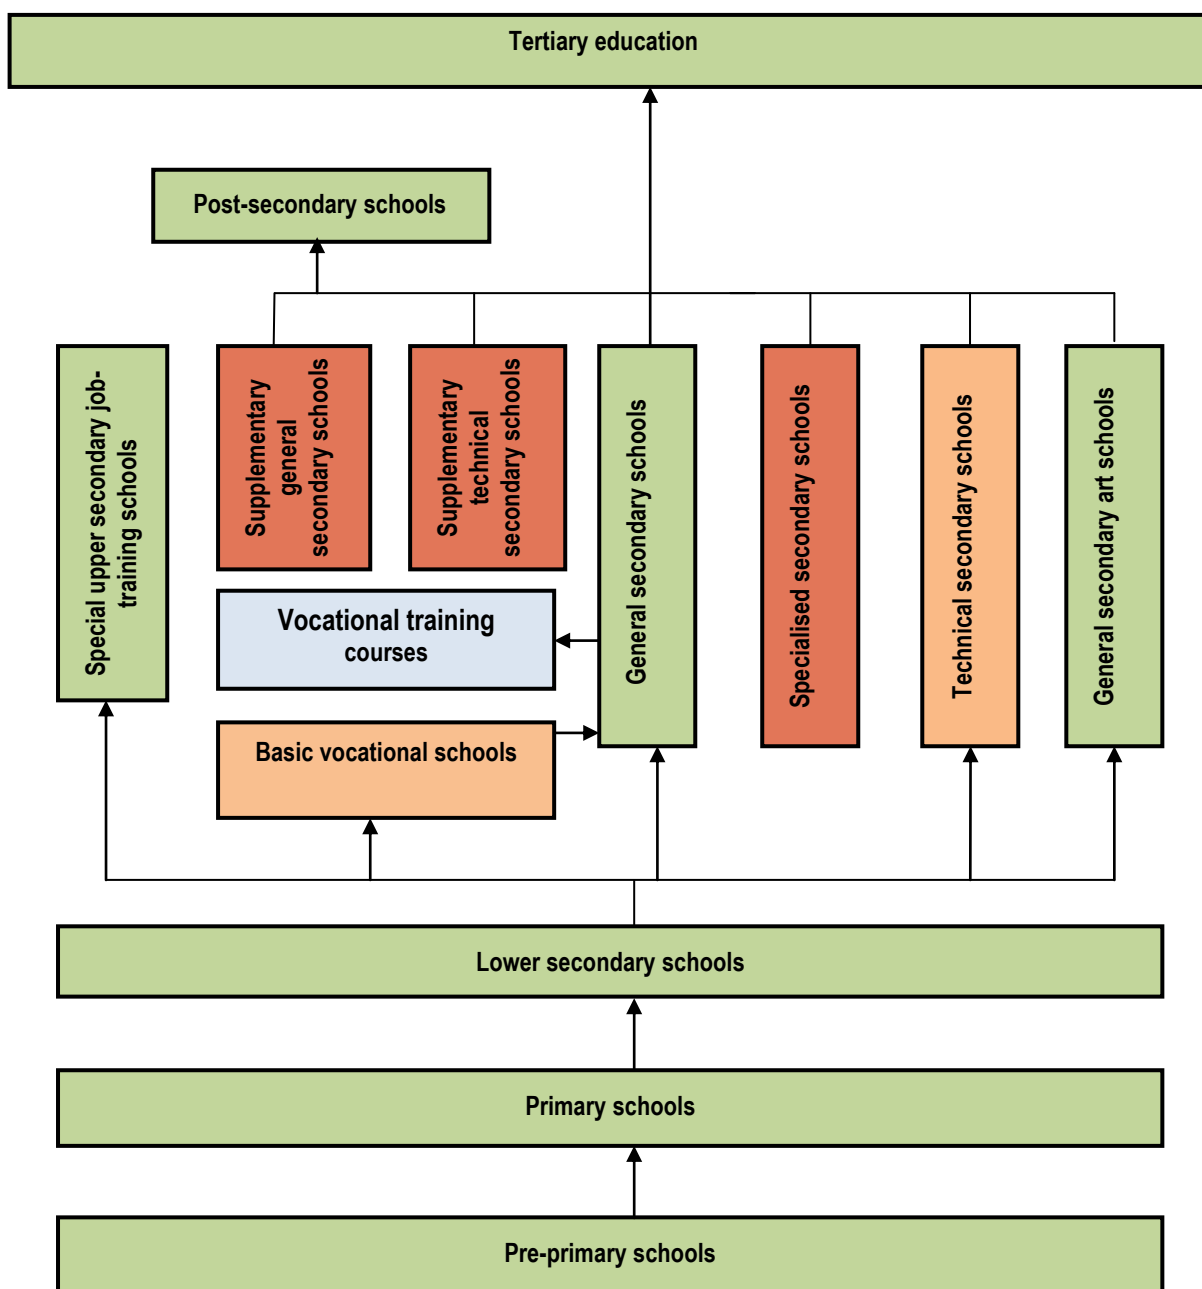 Tertiary education
Post-secondary schools
Special upper secondary job-
training schools
Supplementary
general
secondary schools
Supplementary
technical
secondary schools
General secondary schools
Specialised secondary schools
Technical secondary schools
General secondary art schools
Vocational training
courses
Basic vocational schools
Lower secondary schools
Primary schools
Pre-primary schools